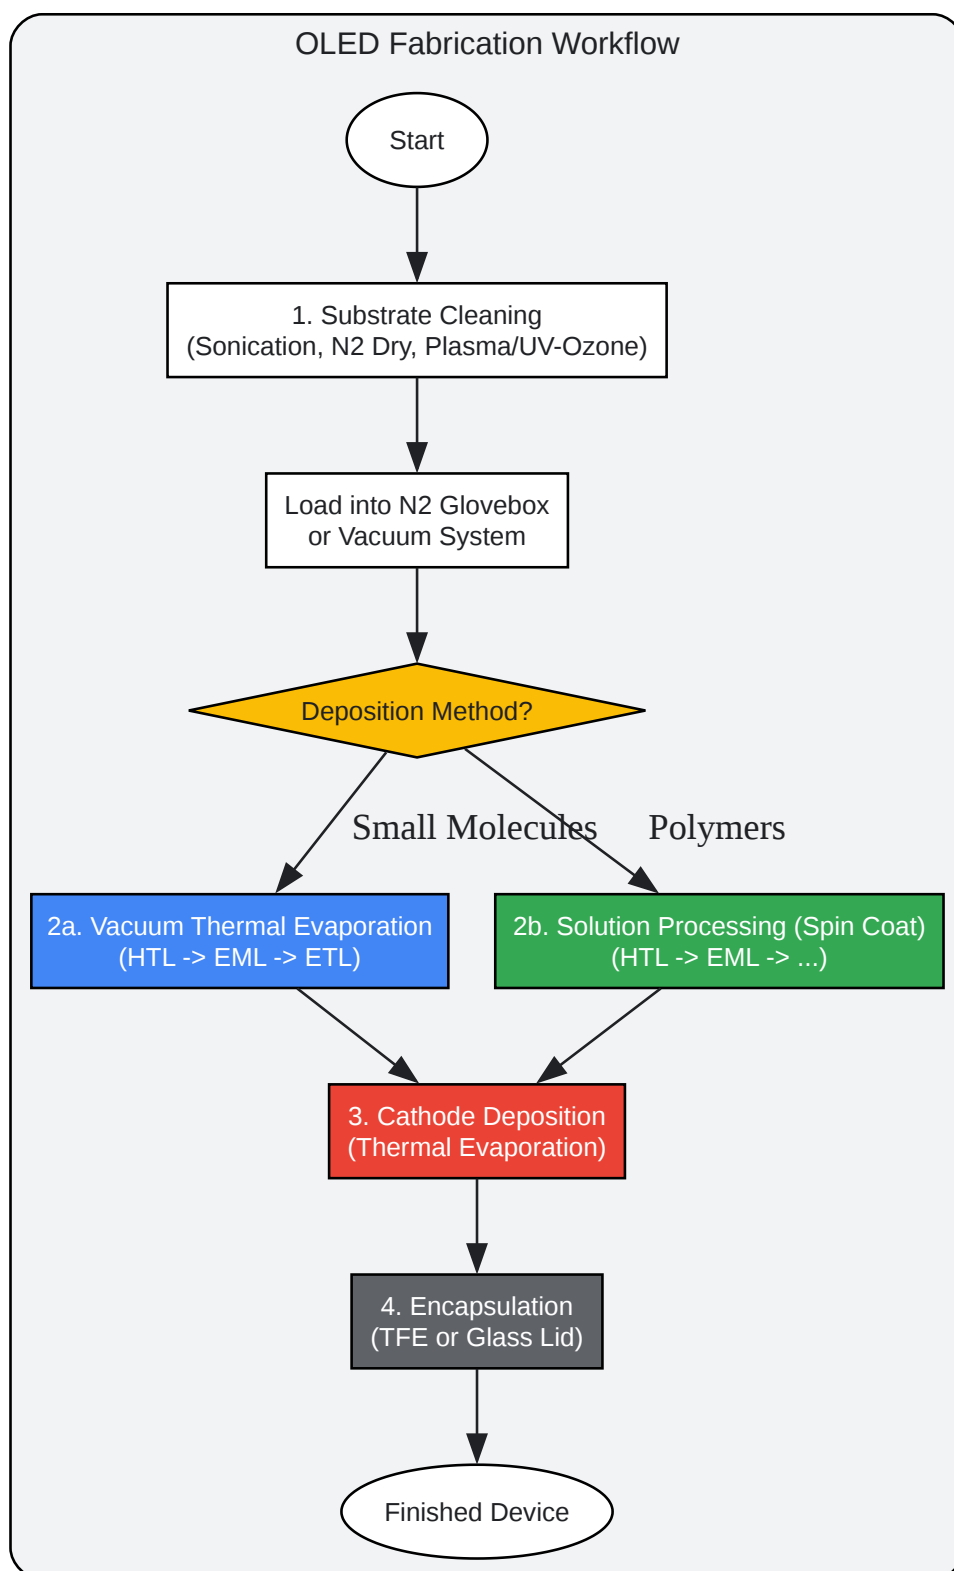 OLED Fabrication Workflow
Start
1. Substrate Cleaning
(Sonication, N2 Dry, Plasma/UV-Ozone)
Load into N2 Glovebox
or Vacuum System
Deposition Method?
Small Molecules
Polymers
2a. Vacuum Thermal Evaporation
(HTL -> EML -> ETL)
2b. Solution Processing (Spin Coat)
(HTL -> EML -> ...)
3. Cathode Deposition
(Thermal Evaporation)
4. Encapsulation
(TFE or Glass Lid)
Finished Device